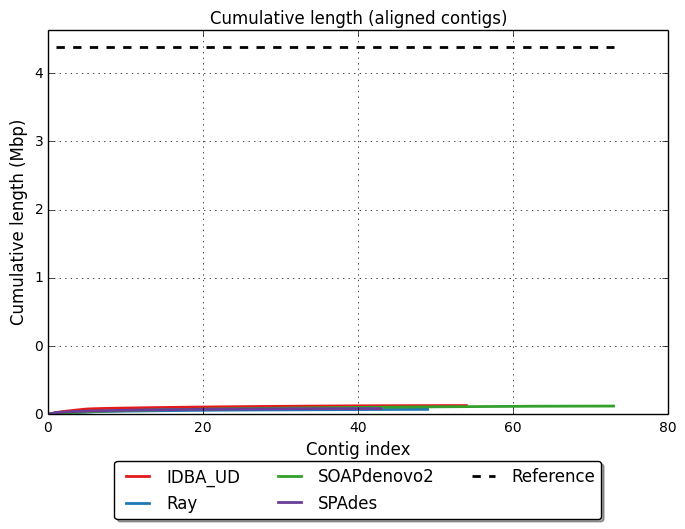 Cumulative length (aligned contigs)
Cumulative length (Mbp)
4
3
2
1
0
0
0 20 40 60 80
Contig index
IDBA_UD SOAPdenovo2 Reference
Ray SPAdes